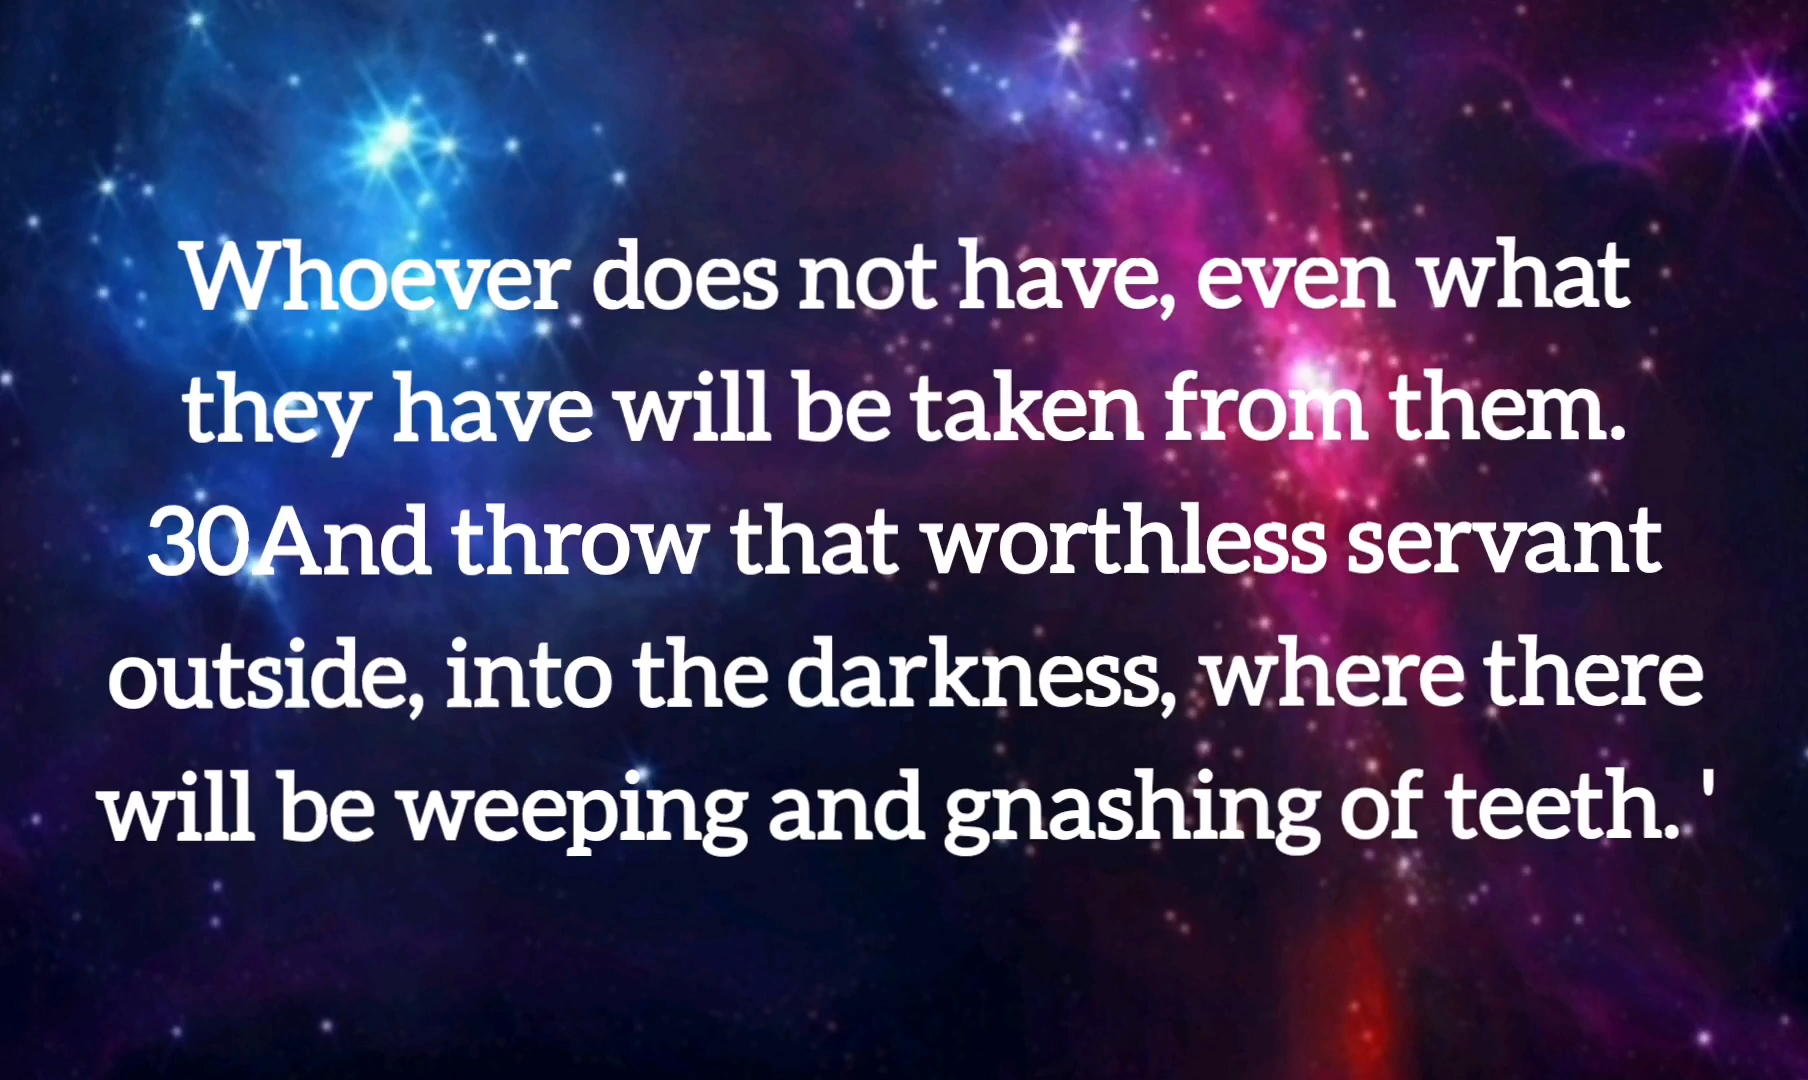 Whoever does not have, even what
they have will be taken from them.
30And throw that worthless servant
outside, into the darkness, where there
will be weeping and gnashing of teeth. '